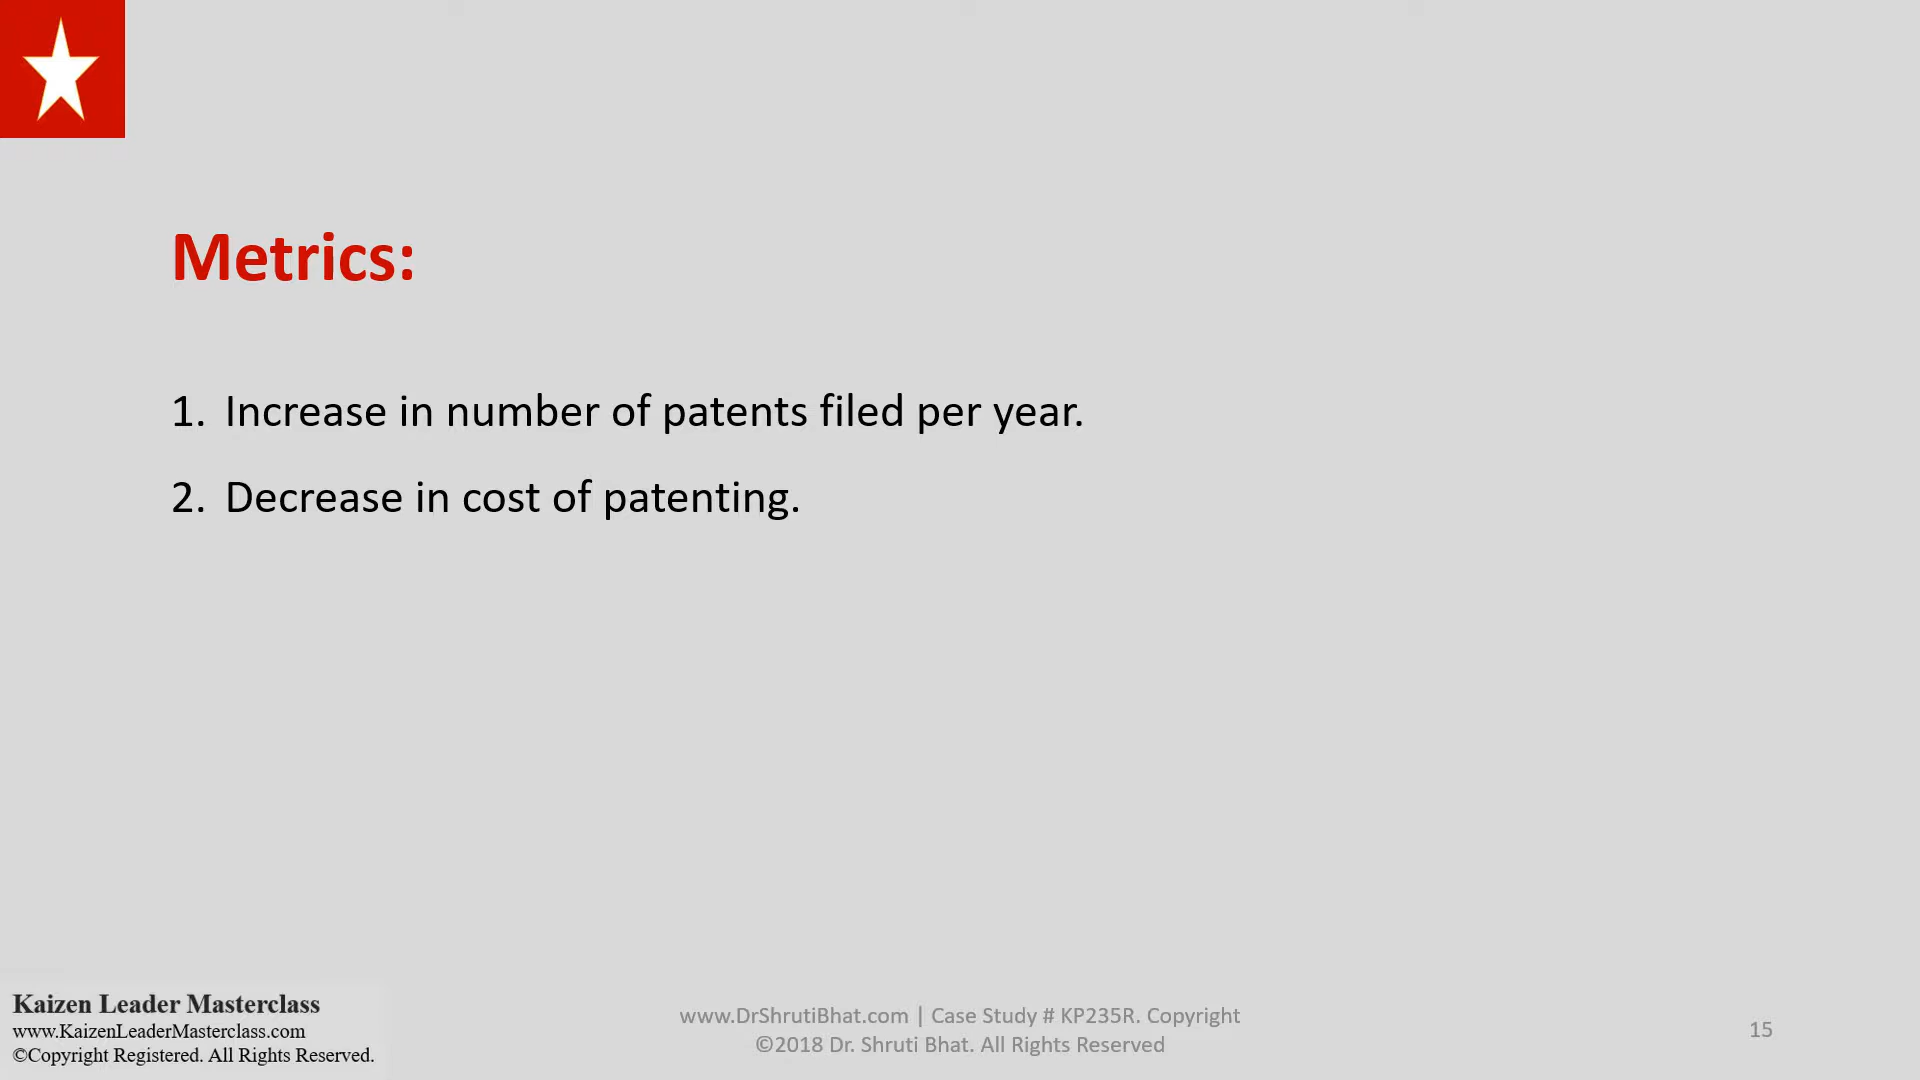 Metrics:
1. Increase in number of patents filed per year.
2. Decrease in cost of patenting.
Kaizen Leader Masterclass
www.KaizenLeaderMasterclass.com
©Copyright Registered. All Rights Reserved.
www.DrShrutiBhat.com | Case Study # KP235R. Copyright
©2018 Dr. Shruti Bhat. All Rights Reserved
15